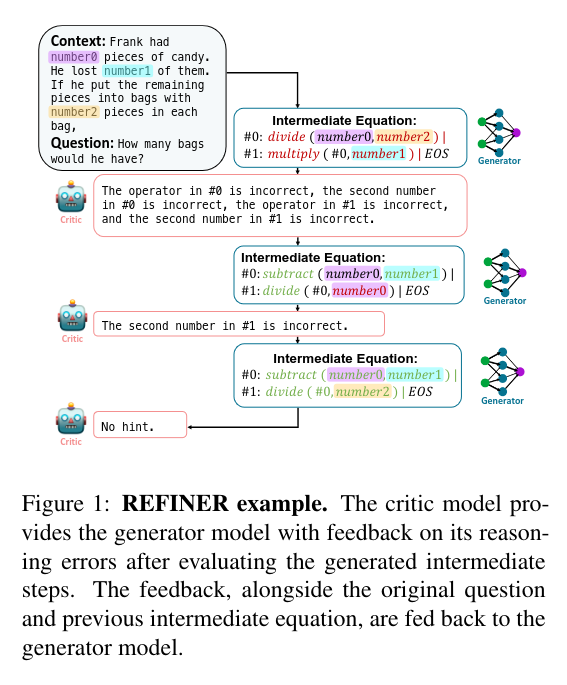 Context: Frank had
number0 pieces of candy.
He lost number1 of them.
If he put the remaining
pieces into bags with
number2 pieces in each
bag,
Question: How many bags
would he have?
Intermediate Equation:
#0: divide ( number0, number2 ) |
#1: multiply ( #0, number1 ) | EOS
Generator
The operator in #0 is incorrect, the second number
in #0 is incorrect, the operator in #1 is incorrect,
and the second number in #1 is incorrect.
Critic
Intermediate Equation:
#0: subtract ( number0, number1 ) |
#1: divide ( #0, number0 ) | EOS
Generator
The second number in #1 is incorrect.
Critic
Intermediate Equation:
#0: subtract ( number0, number1 ) |
#1: divide ( #0, number2 ) | EOS
Generator
No hint.
Critic
Figure 1: REFINER example. The critic model pro-
vides the generator model with feedback on its reason-
ing errors after evaluating the generated intermediate
steps. The feedback, alongside the original question
and previous intermediate equation, are fed back to the
generator model.